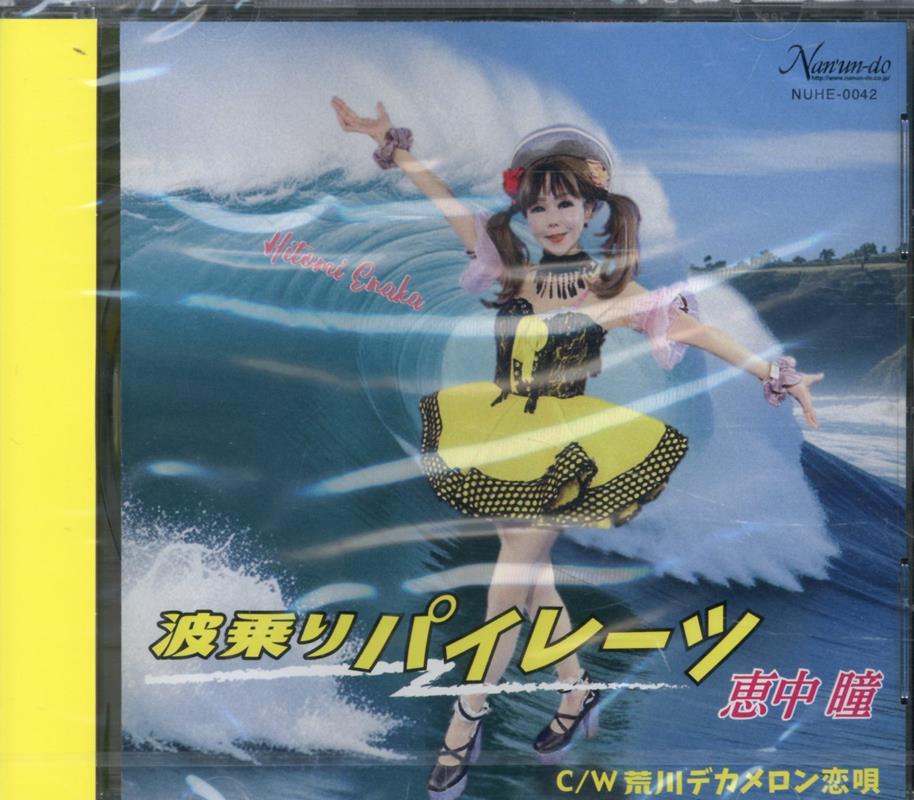 Nan'un-do
http://www.nanun-do.co.jp/
NUHE-0042
Hitomi Enaka
波乗りパイレーツ
恵中 瞳
C/W 荒川デカメロン恋唄